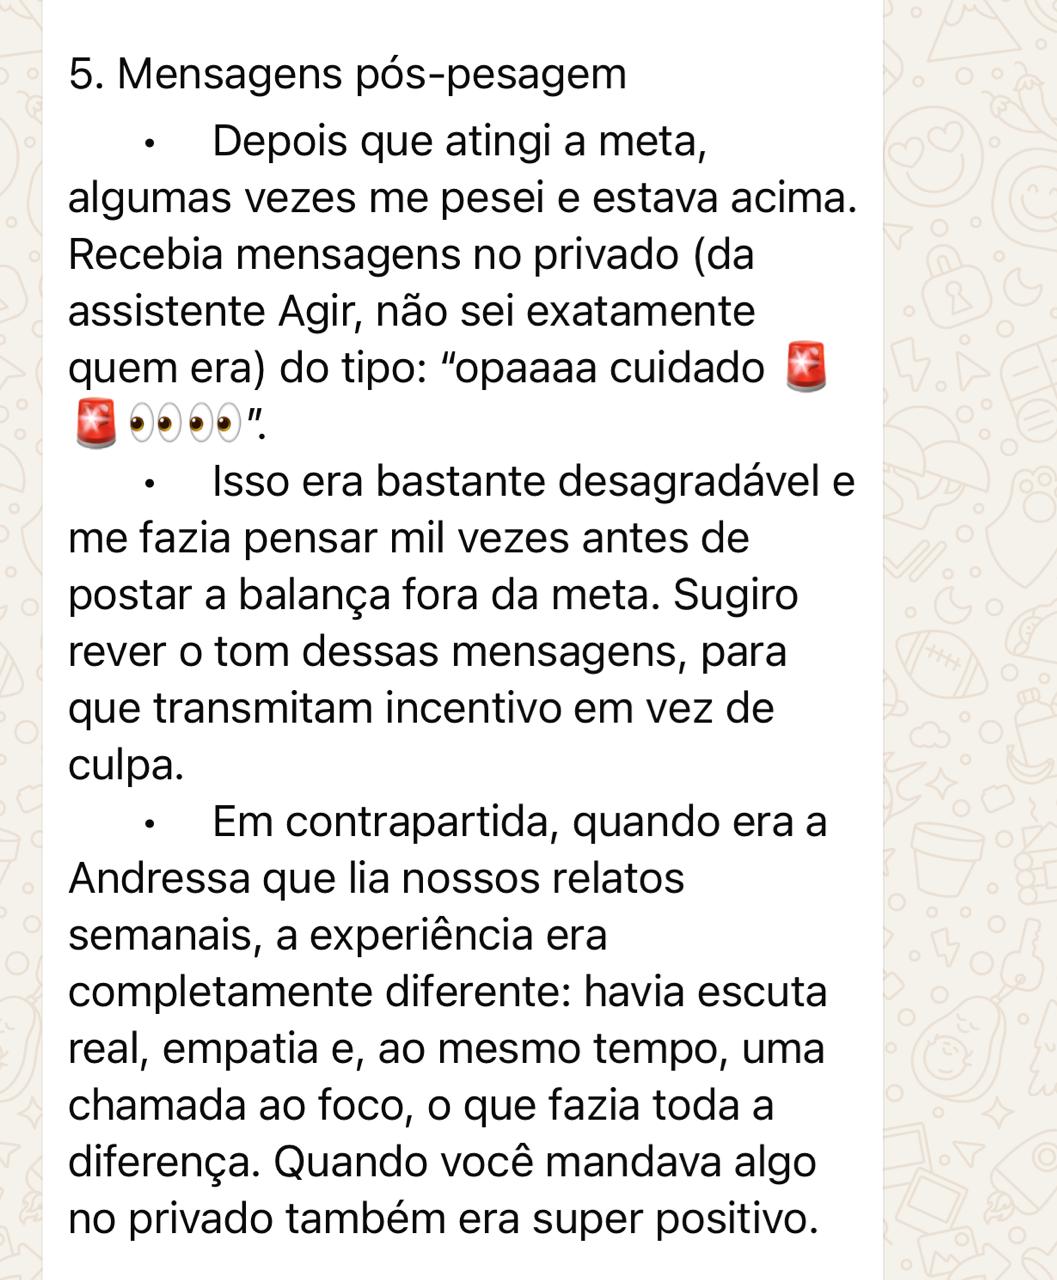 5. Mensagens pós-pesagem
• Depois que atingi a meta,
algumas vezes me pesei e estava acima.
Recebia mensagens no privado (da
assistente Agir, não sei exatamente
quem era) do tipo: “opaaaa cuidado 🚨
🚨👀👀”.
• Isso era bastante desagradável e
me fazia pensar mil vezes antes de
postar a balança fora da meta. Sugiro
rever o tom dessas mensagens, para
que transmitam incentivo em vez de
culpa.
• Em contrapartida, quando era a
Andressa que lia nossos relatos
semanais, a experiência era
completamente diferente: havia escuta
real, empatia e, ao mesmo tempo, uma
chamada ao foco, o que fazia toda a
diferença. Quando você mandava algo
no privado também era super positivo.